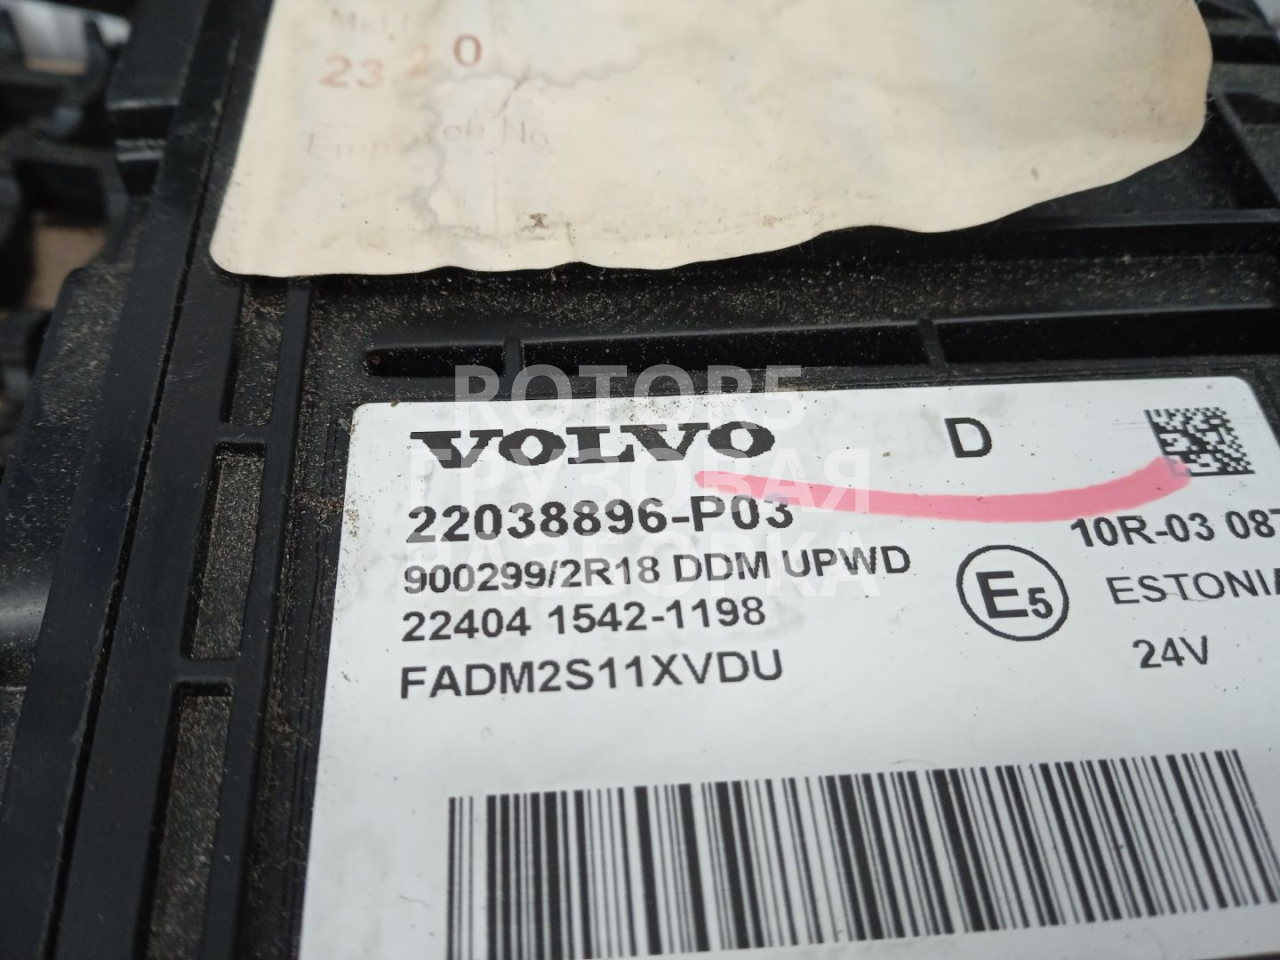 23 2 0
No
ROTOR5
ГРУЗОВАЯ
РАЗБОРКА
VOLVO
D
22038896-P03
10R-03 087
900299/2R18 DDM UPWD
E5
ESTONIA
22404 1542-1198
24V
FADM2S11XVDU